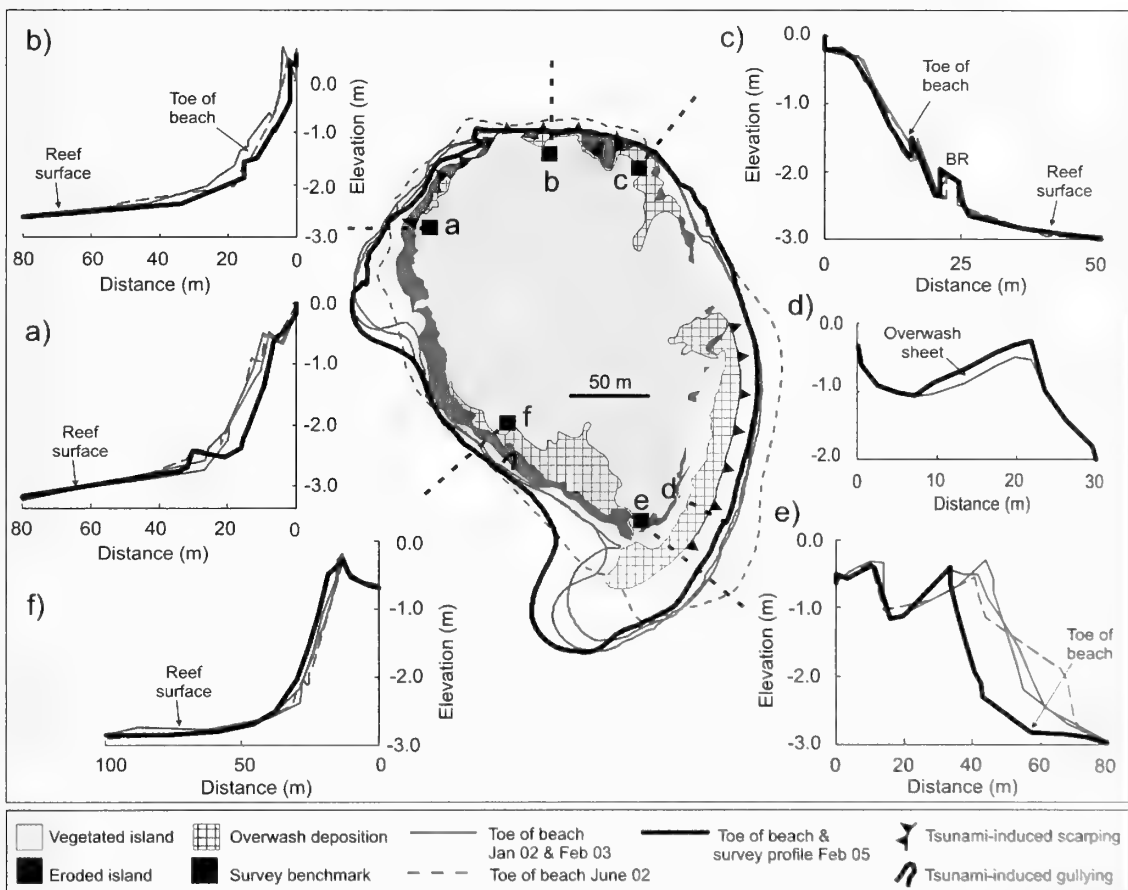 b)
Toe of
beach
Reef
surface
0.0
-1.0
-2.0
-3.0
Elevation (m)
80 60 40 20 0
Distance (m)
a)
Reef
surface
0.0
-1.0
-2.0
-3.0
Elevation (m)
80 60 40 20 0
Distance (m)
f)
Reef
surface
0.0
-1.0
-2.0
-3.0
Elevation (m)
100 50 0
Distance (m)
a
b
c
d
e
f
50 m
c)
Elevation (m)
0.0
-1.0
-2.0
-3.0
Toe of
beach
BR
Reef
surface
0 25 50
Distance (m)
d)
0.0
-1.0
-2.0
Overwash
sheet
0 10 20 30
Distance (m)
e)
Elevation (m)
0.0
-1.0
-2.0
-3.0
Toe of
beach
0 20 40 60 80
Distance (m)
Vegetated island
Eroded island
Overwash deposition
Survey benchmark
Toe of beach
Jan 02 & Feb 03
Toe of beach June 02
Toe of beach &
survey profile Feb 05
Tsunami-induced scarping
Tsunami-induced gullying